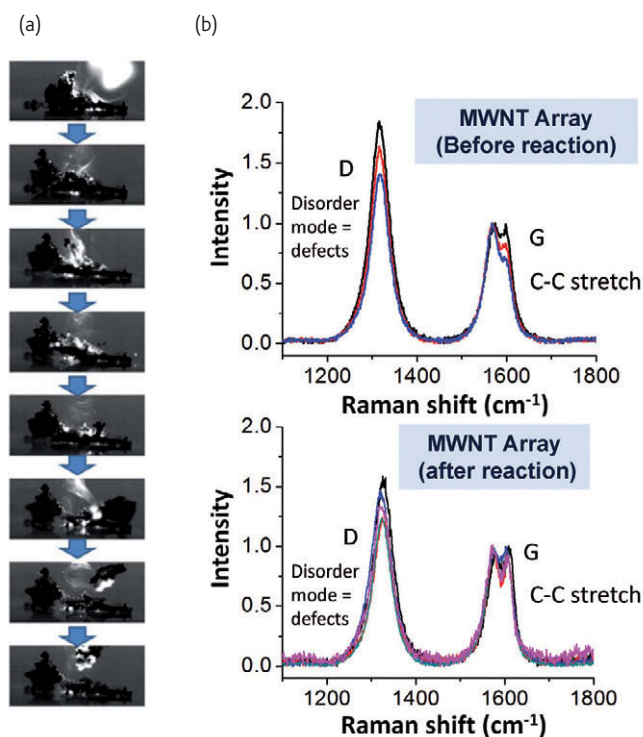 (a)
(b)
2.0
1.5
1.0
0.5
0.0
Intensity
MWNT Array
(Before reaction)
D
Disorder
mode =
defects
G
C-C stretch
1200 1400 1600 1800
Raman shift (cm⁻¹)
2.0
1.5
1.0
0.5
0.0
Intensity
MWNT Array
(after reaction)
D
Disorder
mode =
defects
G
C-C stretch
1200 1400 1600 1800
Raman shift (cm⁻¹)